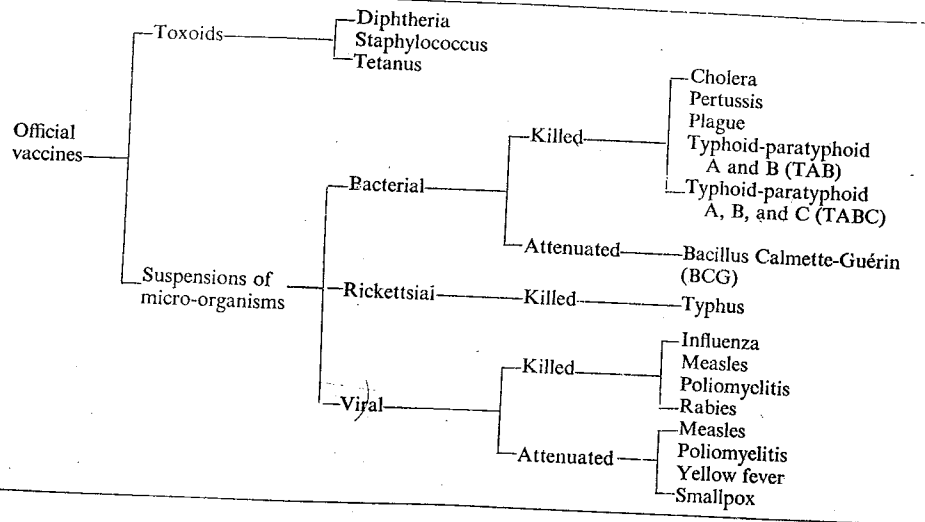 Toxoids
Diphtheria
Staphylococcus
Tetanus
Official
vaccines
Suspensions of
micro-organisms
Bacterial
Killed
Cholera
Pertussis
Plague
Typhoid-paratyphoid
A and B (TAB)
Typhoid-paratyphoid
A, B, and C (TABC)
Attenuated
Bacillus Calmette-Guérin
(BCG)
Rickettsiai
Killed
Typhus
Viral
Killed
Influenza
Measles
Poliomyelitis
Rabies
Attenuated
Measles
Poliomyelitis
Yellow fever
Smallpox